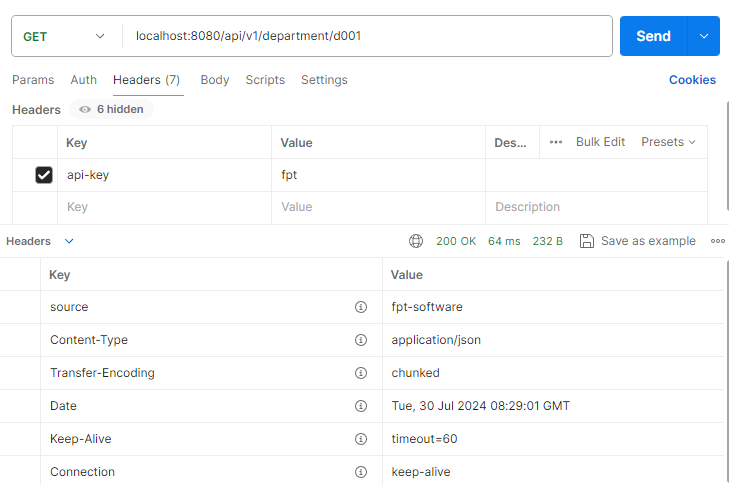 GET localhost:8080/api/v1/department/d001 Send
Params Auth Headers (7) Body Scripts Settings Cookies
Headers 6 hidden
Key Value Des... ••• Bulk Edit Presets
api-key fpt
Key Value Description
Headers 200 OK 64 ms 232 B Save as example
Key Value
source fpt-software
Content-Type application/json
Transfer-Encoding chunked
Date Tue, 30 Jul 2024 08:29:01 GMT
Keep-Alive timeout=60
Connection keep-alive